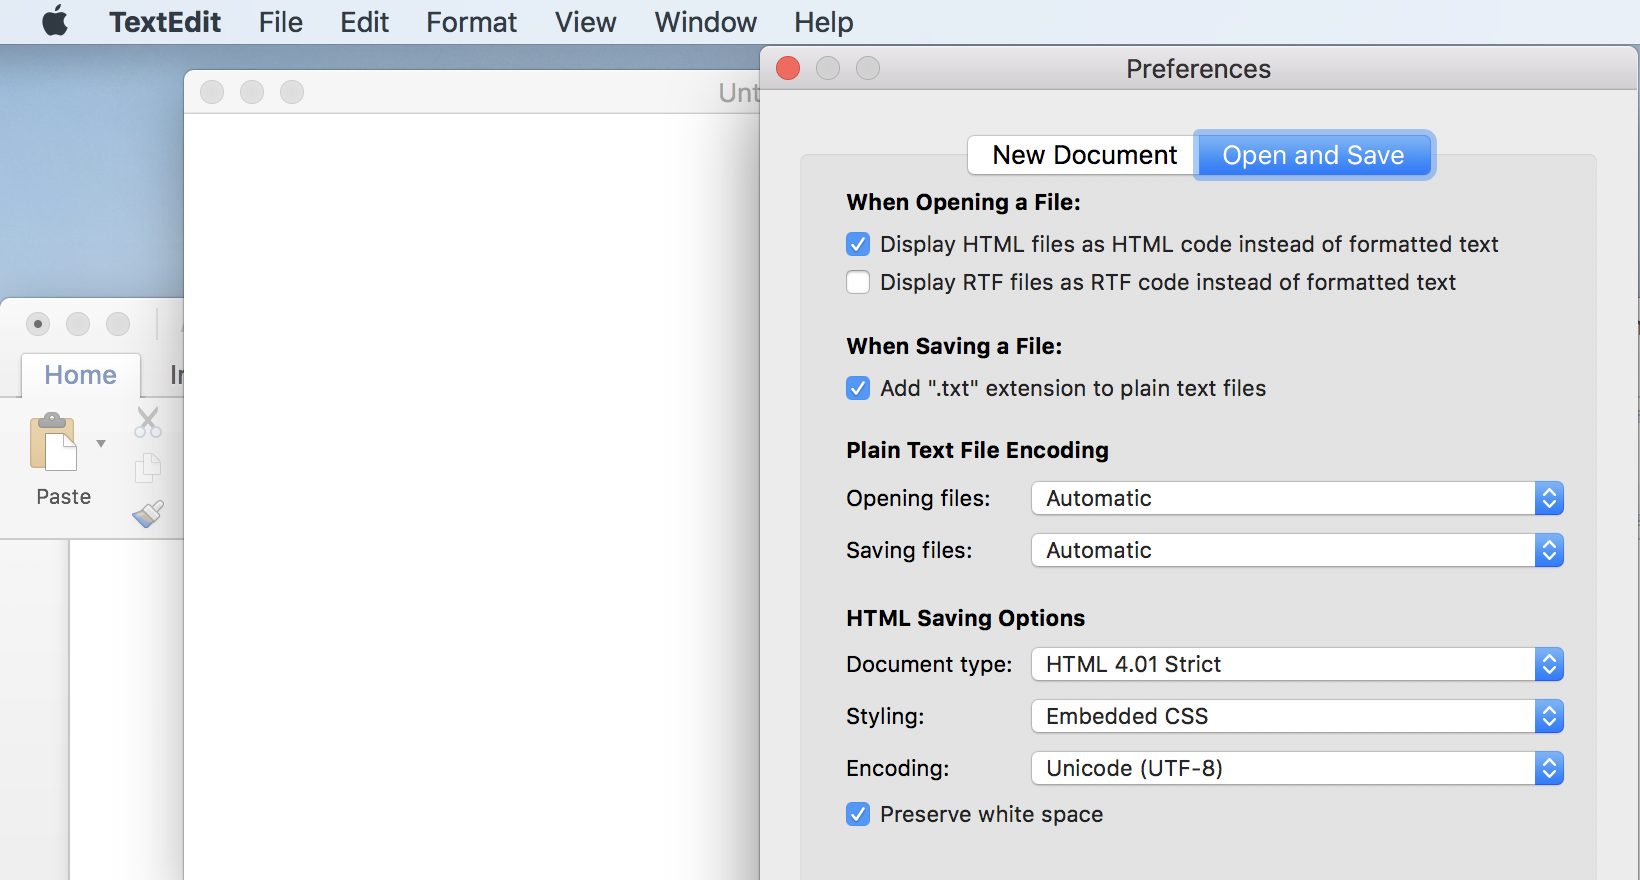 TextEdit File Edit Format View Window Help
Preferences
New Document Open and Save
When Opening a File:
Display HTML files as HTML code instead of formatted text
Display RTF files as RTF code instead of formatted text
When Saving a File:
Add ".txt" extension to plain text files
Plain Text File Encoding
Opening files: Automatic
Saving files: Automatic
HTML Saving Options
Document type: HTML 4.01 Strict
Styling: Embedded CSS
Encoding: Unicode (UTF-8)
Preserve white space
Unt
Home
Paste